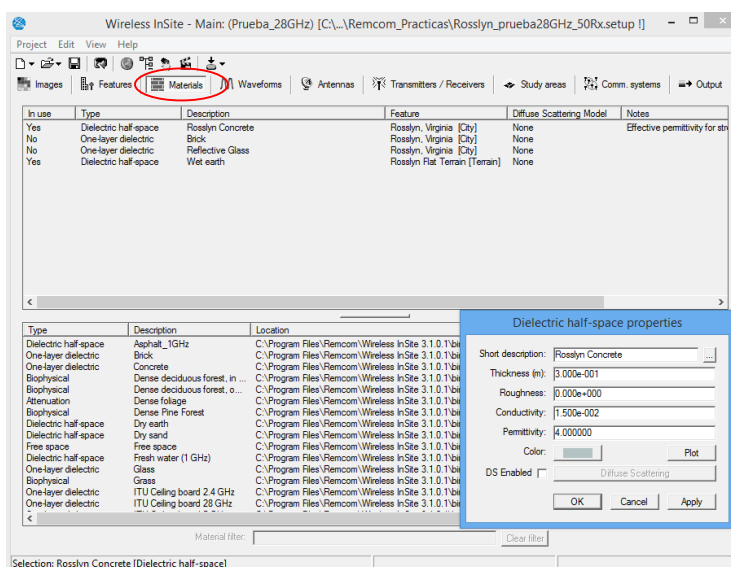 Wireless InSite - Main: (Prueba_28GHz) [C:\...\Remcom_Practicas\Rosslyn_prueba28GHz_50Rx.setup !]
Project Edit View Help
Images Features Materials Waveforms Antennas Transmitters / Receivers Study areas Comm. systems Output
In use Type Description Feature Diffuse Scattering Model Notes
Yes Dielectric half-space Rosslyn Concrete Rosslyn, Virginia [City] None Effective permittivity for str
No One-layer dielectric Brick Rosslyn, Virginia [City] None
No One-layer dielectric Reflective Glass Rosslyn, Virginia [City] None
Yes Dielectric half-space Wet earth Rosslyn Flat Terrain [Terrain] None
Type Description Location
Dielectric half-space Asphalt_1GHz C:\Program Files\Remcom\Wireless InSite 3.1.0.1\bin
One-layer dielectric Brick C:\Program Files\Remcom\Wireless InSite 3.1.0.1\bin
One-layer dielectric Concrete C:\Program Files\Remcom\Wireless InSite 3.1.0.1\bin
Biophysical Dense deciduous forest, in ... C:\Program Files\Remcom\Wireless InSite 3.1.0.1\bin
Biophysical Dense deciduous forest, o... C:\Program Files\Remcom\Wireless InSite 3.1.0.1\bin
Attenuation Dense foliage C:\Program Files\Remcom\Wireless InSite 3.1.0.1\bin
Biophysical Dense Pine Forest C:\Program Files\Remcom\Wireless InSite 3.1.0.1\bin
Dielectric half-space Dry earth C:\Program Files\Remcom\Wireless InSite 3.1.0.1\bin
Dielectric half-space Dry sand C:\Program Files\Remcom\Wireless InSite 3.1.0.1\bin
Free space Free space C:\Program Files\Remcom\Wireless InSite 3.1.0.1\bin
Dielectric half-space Fresh water (1 GHz) C:\Program Files\Remcom\Wireless InSite 3.1.0.1\bin
One-layer dielectric Glass C:\Program Files\Remcom\Wireless InSite 3.1.0.1\bin
Biophysical Grass C:\Program Files\Remcom\Wireless InSite 3.1.0.1\bin
One-layer dielectric ITU Ceiling board 2.4 GHz C:\Program Files\Remcom\Wireless InSite 3.1.0.1\bin
One-layer dielectric ITU Ceiling board 28 GHz C:\Program Files\Remcom\Wireless InSite 3.1.0.1\bin
Dielectric half-space properties
Short description: Rosslyn Concrete ...
Thickness (m): 3.000e-001
Roughness: 0.000e+000
Conductivity: 1.500e-002
Permittivity: 4.000000
Color: Plot
DS Enabled Diffuse Scattering
OK Cancel Apply
Material filter: Clear filter
Selection: Rosslyn Concrete [Dielectric half-space]